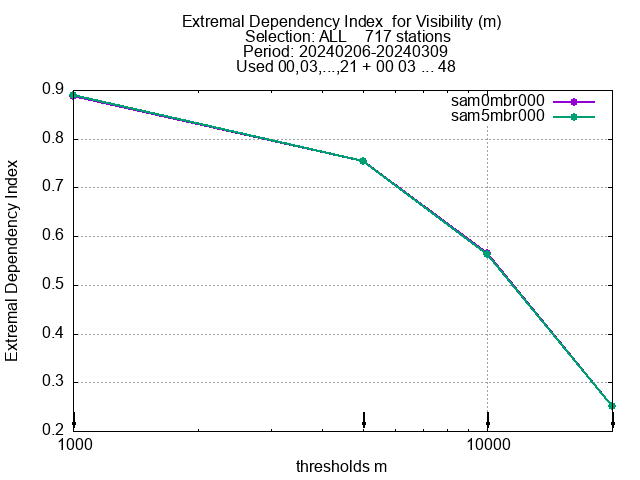 Extremal Dependency Index  for Visibility (m)
Selection: ALL    717 stations
Period: 20240206-20240309
Used 00,03,...,21 + 00 03 ... 48
sam0mbr000
sam5mbr000
Extremal Dependency Index
0.9
0.8
0.7
0.6
0.5
0.4
0.3
0.2
1000 10000
thresholds m